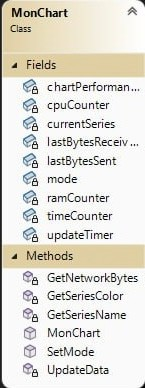 MonChart
Class
Fields
chartPerforman...
cpuCounter
currentSeries
lastBytesReceiv...
lastBytesSent
mode
ramCounter
timeCounter
updateTimer
Methods
GetNetworkBytes
GetSeriesColor
GetSeriesName
MonChart
SetMode
UpdateData